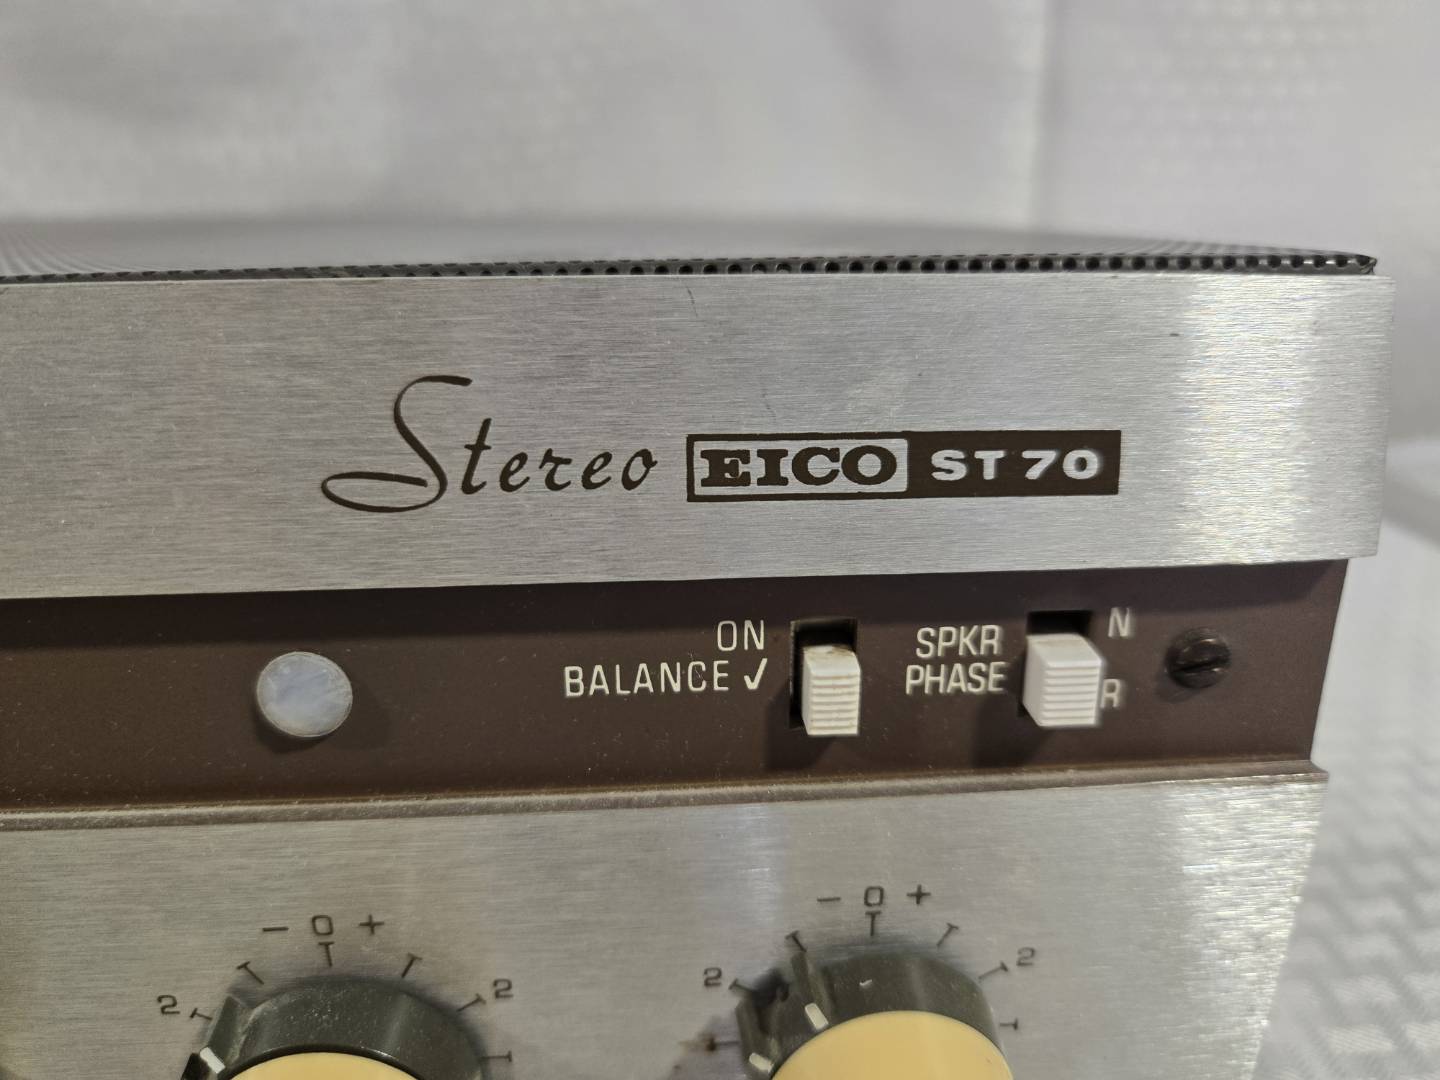 Stereo EICO ST 70
ON
BALANCE ✓
SPKR
PHASE
N
R
- 0 +
2 2
- 0 +
2 2